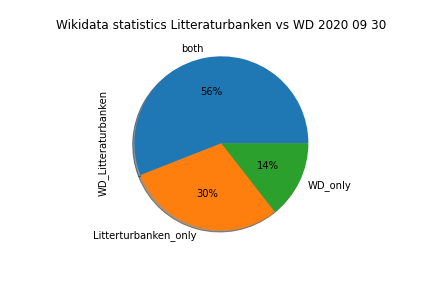 Wikidata statistics Litteraturbanken vs WD 2020 09 30
both
56%
WD_Litteraturbanken
14%
WD_only
30%
Litterturbanken_only